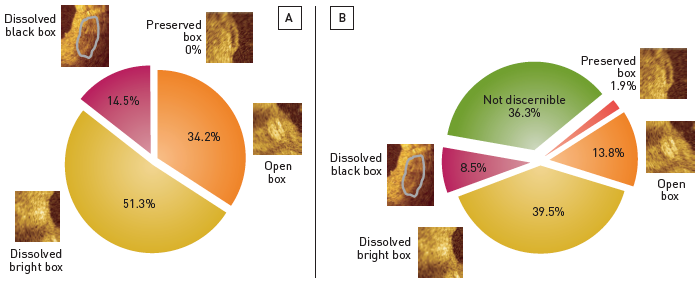 A
Dissolved
black box
Preserved
box
0%
14.5%
34.2%
Open
box
51.3%
Dissolved
bright box
B
Preserved
box
1.9%
Not discernible
36.3%
13.8%
Open
box
Dissolved
black box
8.5%
39.5%
Dissolved
bright box